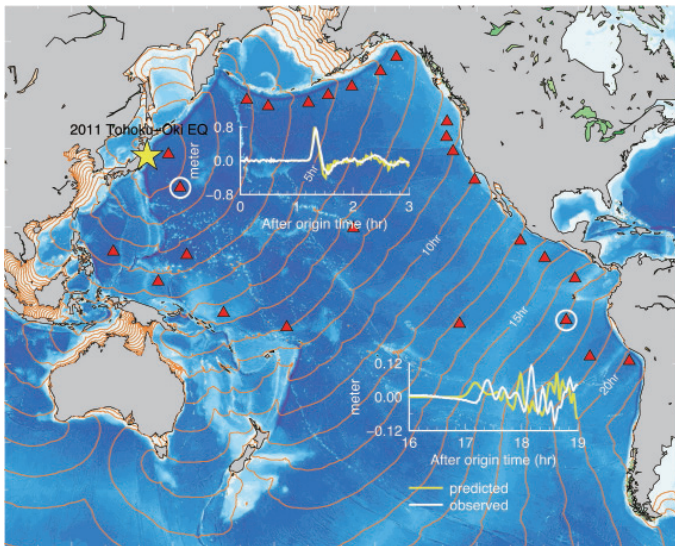 2011 Tohoku-Oki EQ
0.8
0.0
−0.8
meter
5hr
0
1
2
3
After origin time (hr)
10hr
15hr
20hr
0.12
0.00
−0.12
meter
16
17
18
19
After origin time (hr)
predicted
observed